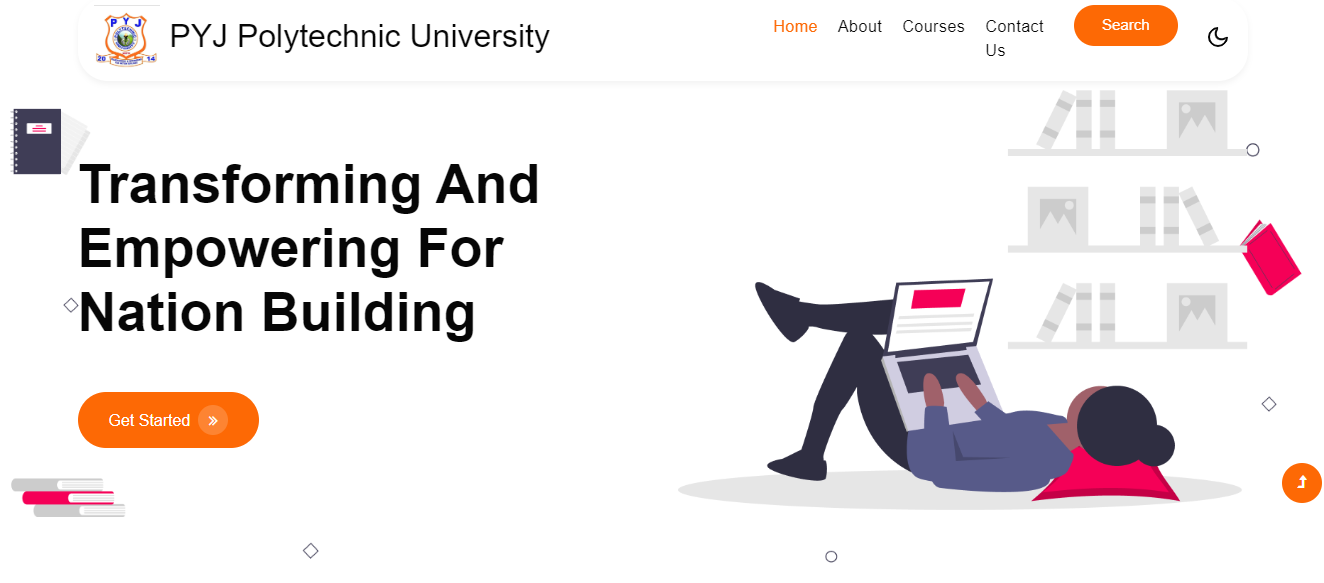 PYJ
20 14
PYJ Polytechnic University
Home About Courses Contact Us Search
Transforming And
Empowering For
Nation Building
Get Started